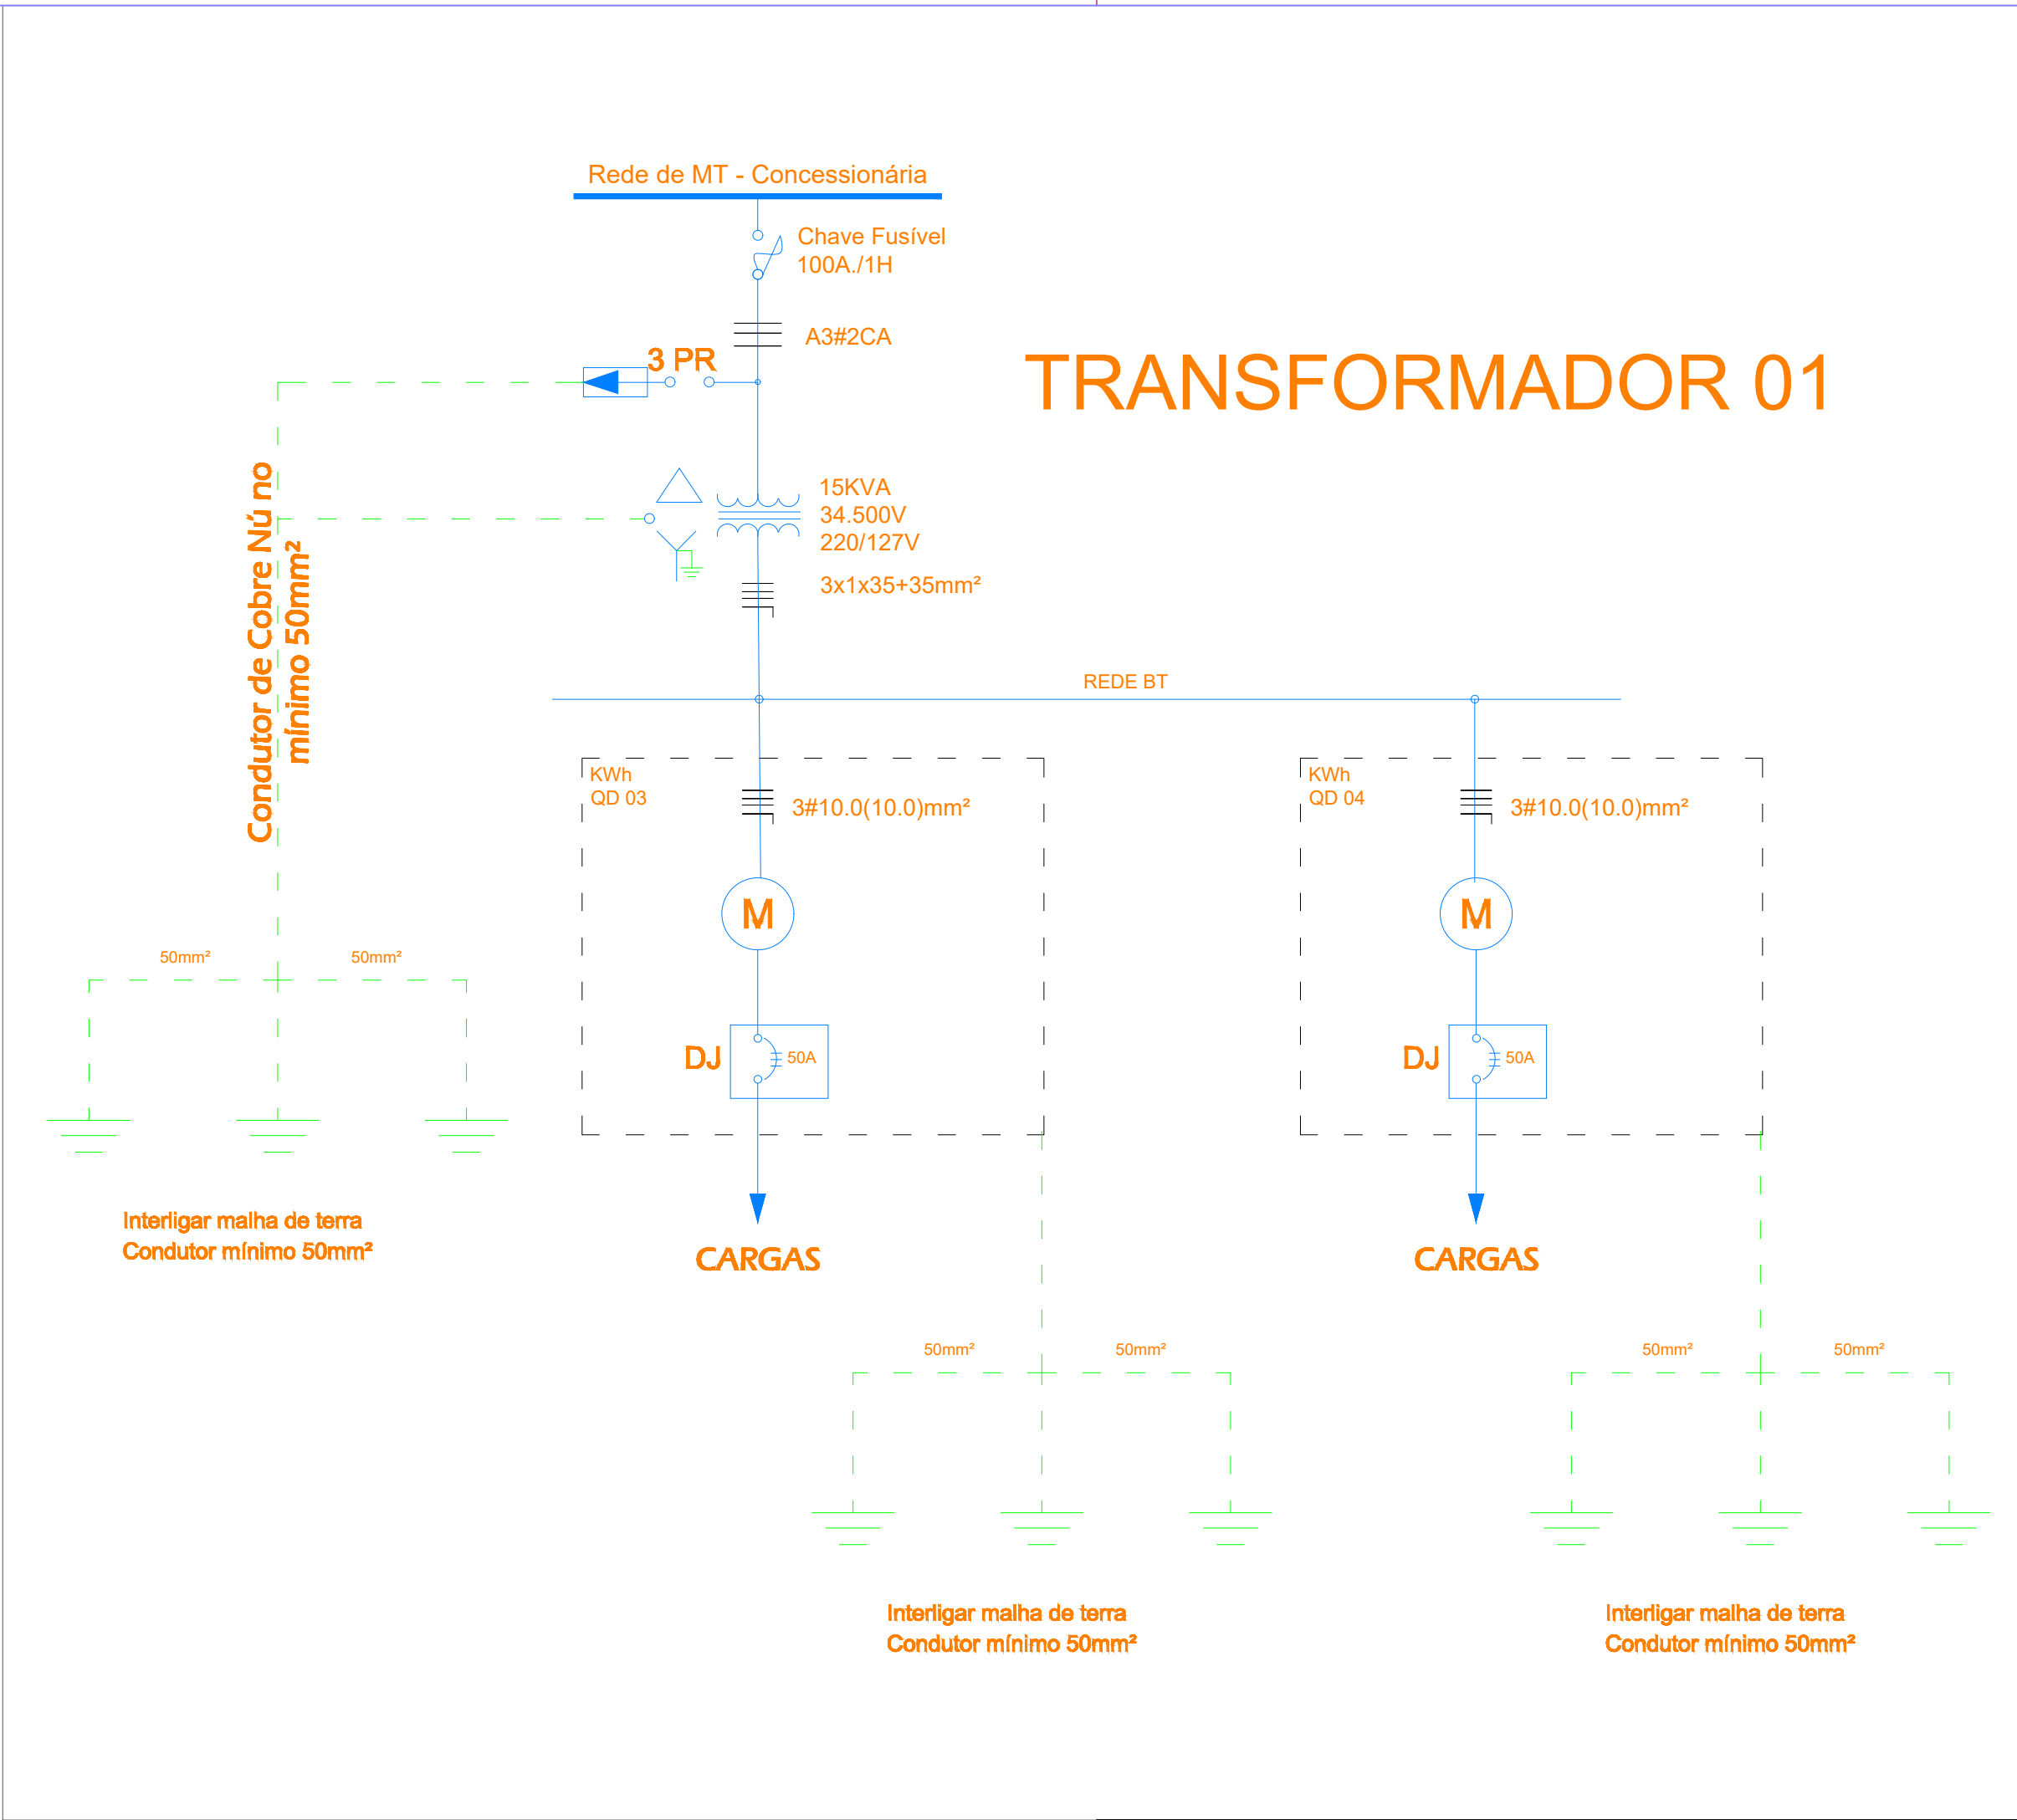 Rede de MT - Concessionária
Chave Fusível
100A./1H
A3#2CA
3 PR
TRANSFORMADOR 01
15KVA
34.500V
220/127V
3x1x35+35mm²
Condutor de Cobre Nú no
mínimo 50mm²
REDE BT
KWh
QD 03
3#10.0(10.0)mm²
KWh
QD 04
3#10.0(10.0)mm²
M
M
50mm²
50mm²
DJ
50A
DJ
50A
Interligar malha de terra
Condutor mínimo 50mm²
CARGAS
CARGAS
50mm²
50mm²
50mm²
50mm²
Interligar malha de terra
Condutor mínimo 50mm²
Interligar malha de terra
Condutor mínimo 50mm²